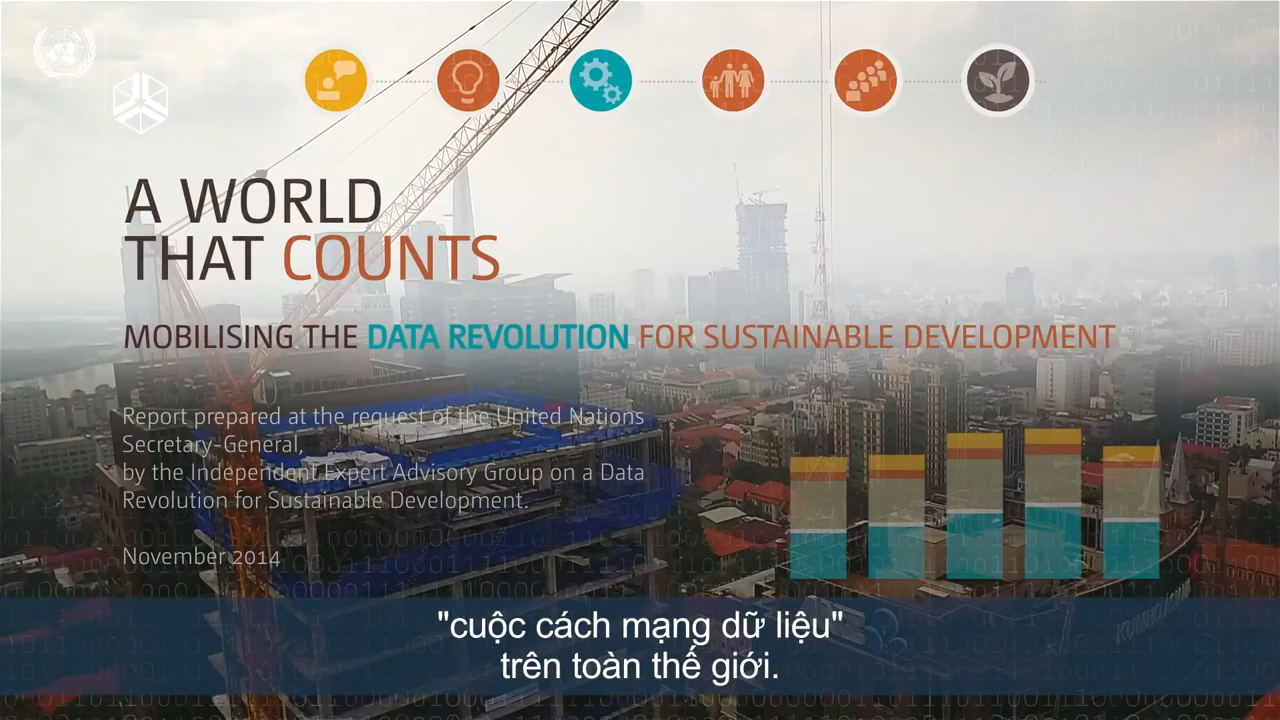 A WORLD
THAT COUNTS
MOBILISING THE DATA REVOLUTION FOR SUSTAINABLE DEVELOPMENT
Report prepared at the request of the United Nations
Secretary-General,
by the Independent Expert Advisory Group on a Data
Revolution for Sustainable Development.
November 2014
KUMHO ASIANA
"cuộc cách mạng dữ liệu"
trên toàn thế giới.